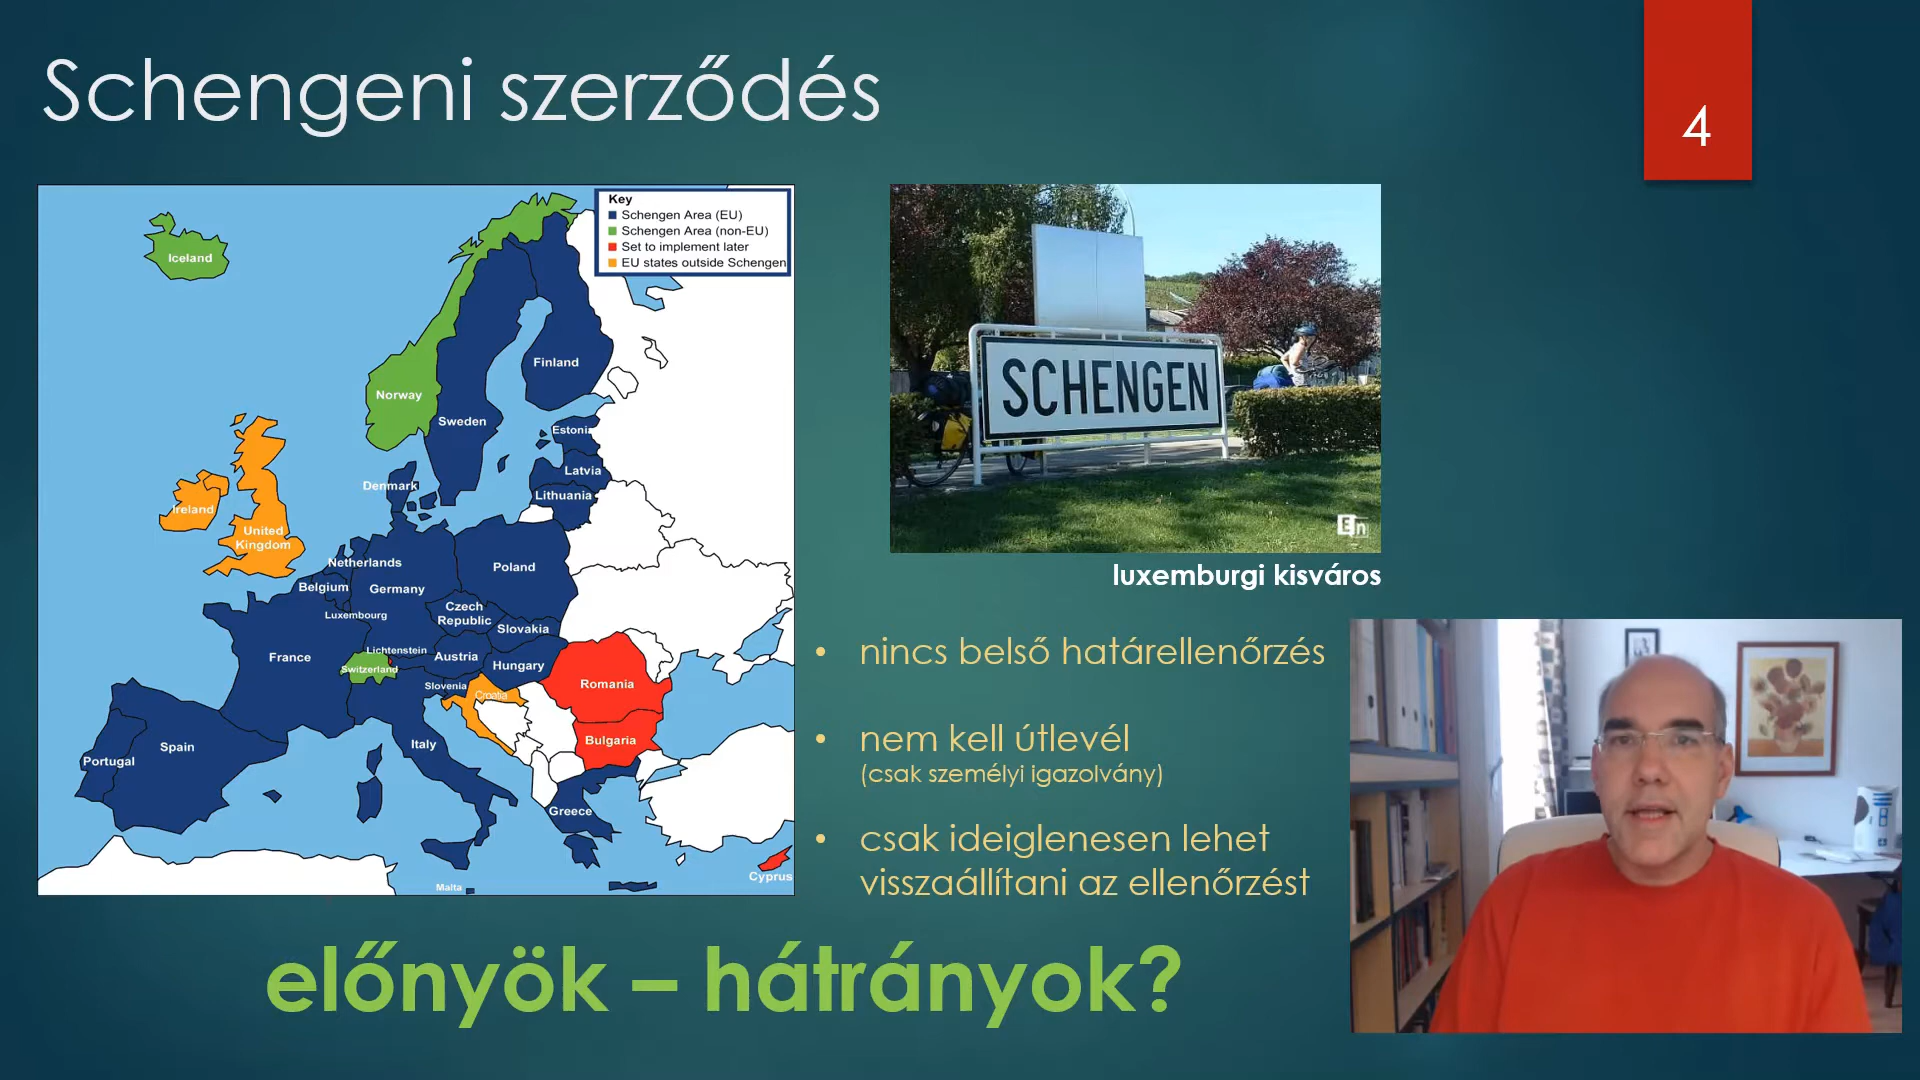 Schengeni szerződés
4
Key
Schengen Area (EU)
Schengen Area (non-EU)
Set to implement later
EU states outside Schengen
Iceland
Finland
Norway
Sweden
Estonia
Latvia
Denmark
Lithuania
Ireland
United
Kingdom
Netherlands
Poland
Belgium
Germany
Czech
Republic
Luxembourg
Slovakia
Lichtenstein
France
Austria
Hungary
Switzerland
Slovenia
Romania
Croatia
Bulgaria
Italy
Spain
Portugal
Greece
Cyprus
Malta
SCHENGEN
En
luxemburgi kisváros
• nincs belső határellenőrzés
• nem kell útlevél
(csak személyi igazolvány)
• csak ideiglenesen lehet
visszaállítani az ellenőrzést
előnyök – hátrányok?